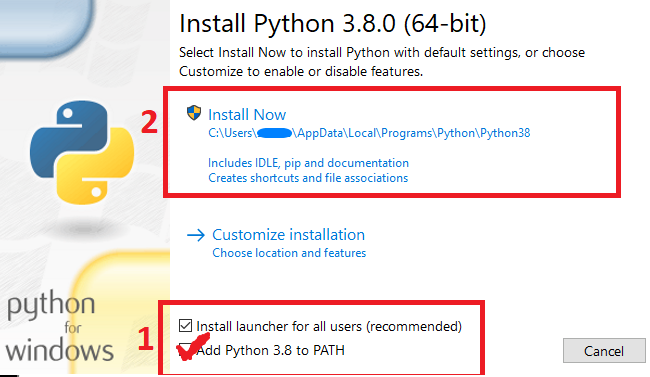 Install Python 3.8.0 (64-bit)
Select Install Now to install Python with default settings, or choose
Customize to enable or disable features.
2
Install Now
C:\Users\ \AppData\Local\Programs\Python\Python38
Includes IDLE, pip and documentation
Creates shortcuts and file associations
Customize installation
Choose location and features
python
for
windows
1
Install launcher for all users (recommended)
Add Python 3.8 to PATH
Cancel